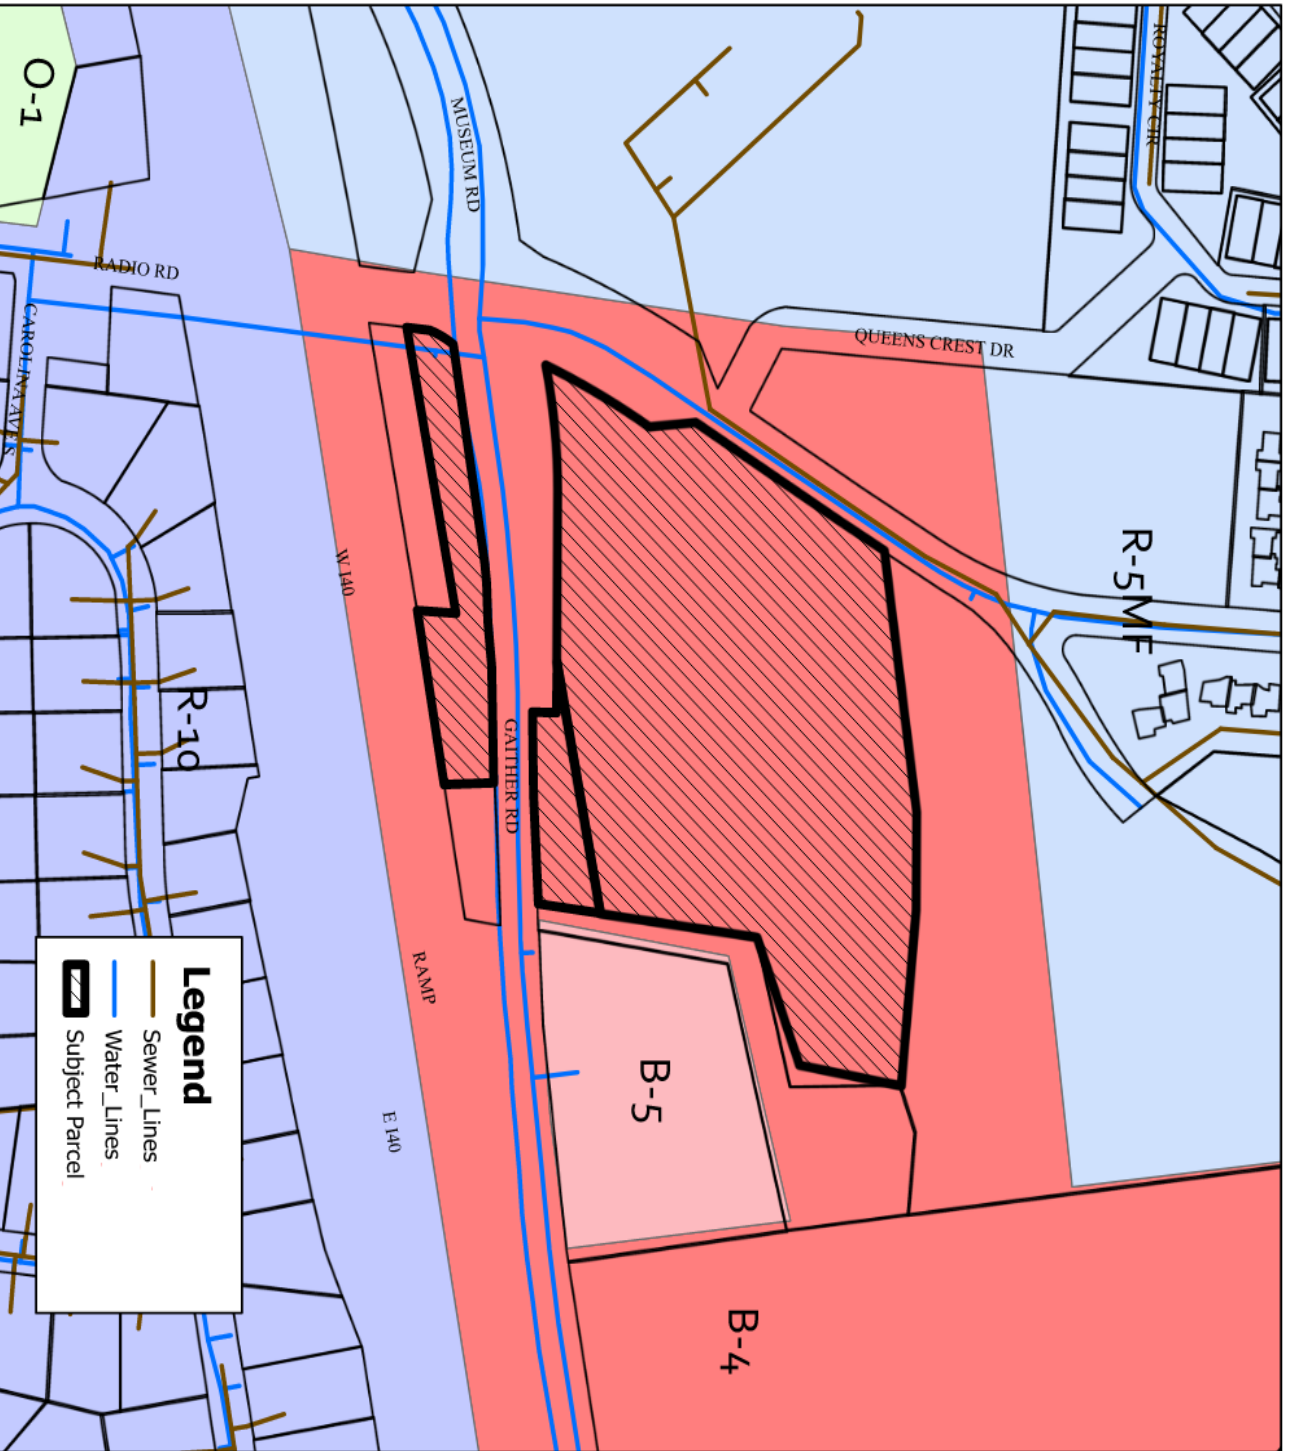 ROYALTY CIR
QUEENS CREST DR
R-5MF
MUSEUM RD
O-1
RADIO RD
CAROLINA AVE S
W I40
R-10
GAITHER RD
RAMP
E I40
B-5
B-4
Legend
Sewer_Lines
Water_Lines
Subject Parcel